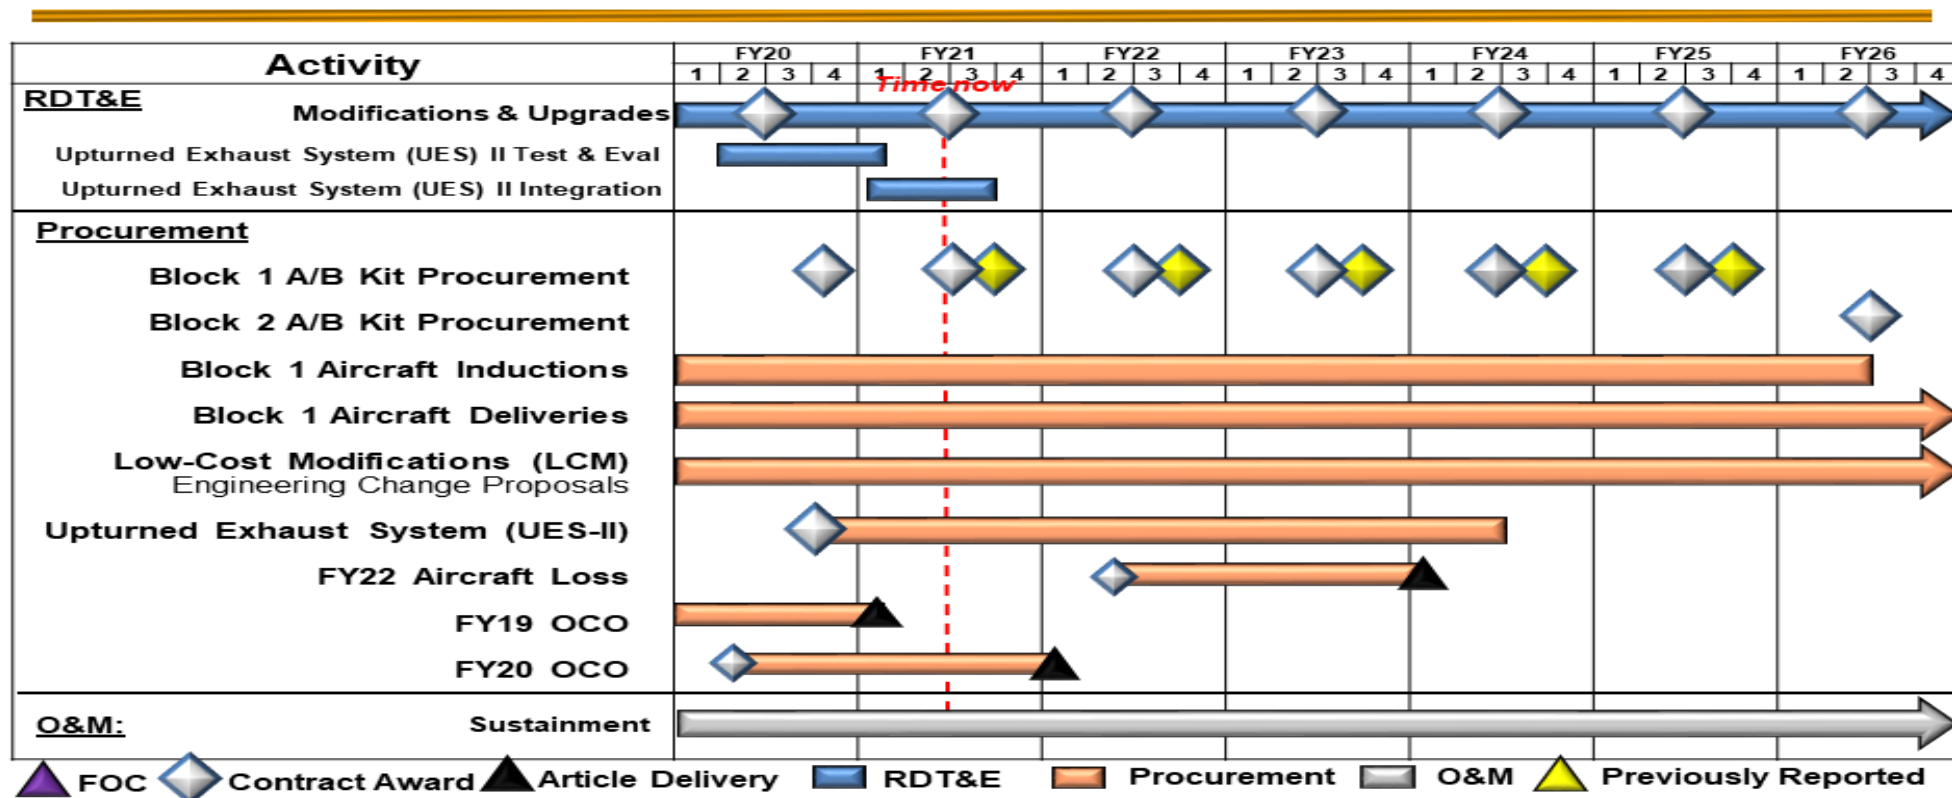 Activity
FY20 FY21 FY22 FY23 FY24 FY25 FY26
1 2 3 4 1 2 3 4 1 2 3 4 1 2 3 4 1 2 3 4 1 2 3 4 1 2 3 4
Time now
RDT&E
Modifications & Upgrades
Upturned Exhaust System (UES) II Test & Eval
Upturned Exhaust System (UES) II Integration
Procurement
Block 1 A/B Kit Procurement
Block 2 A/B Kit Procurement
Block 1 Aircraft Inductions
Block 1 Aircraft Deliveries
Low-Cost Modifications (LCM)
Engineering Change Proposals
Upturned Exhaust System (UES-II)
FY22 Aircraft Loss
FY19 OCO
FY20 OCO
O&M: Sustainment
FOC Contract Award Article Delivery RDT&E Procurement O&M Previously Reported